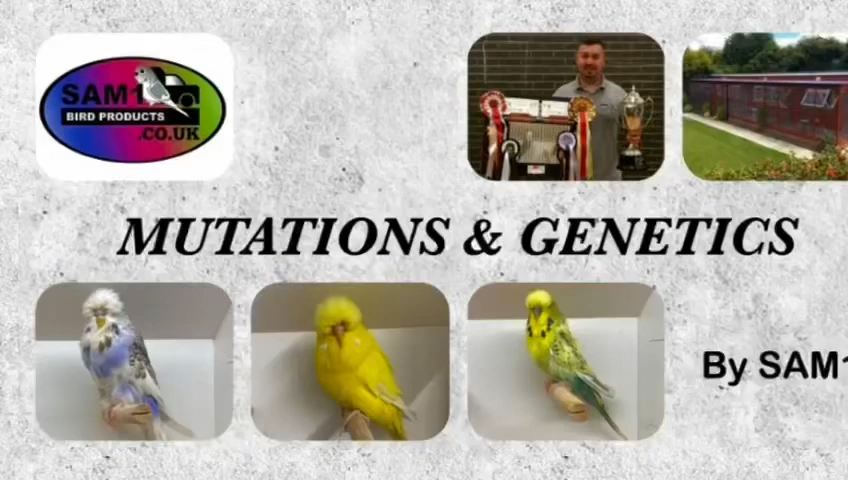 SAM1
BIRD PRODUCTS
.CO.UK
MUTATIONS & GENETICS
By SAM1